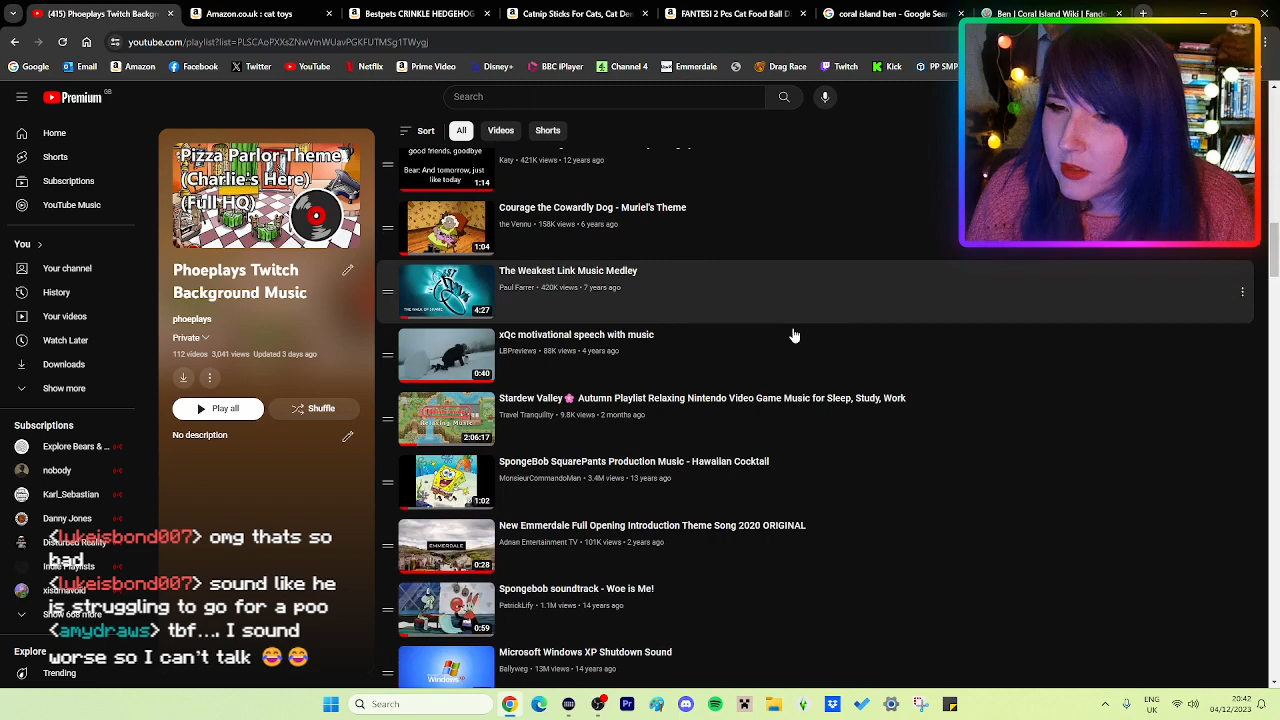 (415) PhoePlays Twitch Backgr
Amazon.co.uk : cat toys
Bestpets CRINKLE HEDGEHOG
Catnip Sticks For Cats, Cat Den
FANTESI 3 Pcs Cat Food Ball D
coral island ben - Google Sear
Ben | Coral Island Wiki | Fand
youtube.com/playlist?list=
Google
Email
Amazon
Facebook
Twitter
YouTube
Netflix
Prime Video
BBC iPlayer
Channel 4
Emmerdale
Drag Race
Twitch
Kick
Premium GB
Search
Home
Shorts
Subscriptions
YouTube Music
You
Your channel
History
Your videos
Watch Later
Downloads
Show more
Explore Bears & ...
nobody
Karl_Sebastian
Danny Jones
Explore
Trending
Pizza Parlor Theme
(Charlie's Here)
(Full HQ)
Phoeplays Twitch
Background Music
phoeplays
Private
112 videos 3,041 views Updated 3 days ago
Play all
Shuffle
No description
Sort
All
Videos
Shorts
good friends, goodbye
Bear: And tomorrow, just
like today
1:14
Katy • 421K views • 12 years ago
1:04
Courage the Cowardly Dog - Muriel's Theme
the Vennu • 158K views • 6 years ago
THE WALK OF SHAME
4:27
The Weakest Link Music Medley
Paul Farrer • 420K views • 7 years ago
0:40
xQc motivational speech with music
LBPreviews • 88K views • 4 years ago
Relaxing Music
2:06:17
Stardew Valley🌸 Autumn Playlist Relaxing Nintendo Video Game Music for Sleep, Study, Work
Travel Tranquility • 9.8K views • 2 months ago
1:02
SpongeBob SquarePants Production Music - Hawaiian Cocktail
MonsieurCommandoMan • 3.4M views • 13 years ago
EMMERDALE
0:28
New Emmerdale Full Opening Introduction Theme Song 2020 ORIGINAL
Adnan Entertainment TV • 101K views • 2 years ago
0:59
Spongebob soundtrack - Woe is Me!
PatrickLify • 1.1M views • 14 years ago
Windows
Microsoft Windows XP Shutdown Sound
Ballyweg • 13M views • 14 years ago
<lukeisbond007> omg thats so
bad
<lukeisbond007> sound like he
is struggling to go for a poo
<amydraws> tbf.... I sound
worse so I can't talk 😂😂
Search
ENG
UK
20:42
04/12/2023